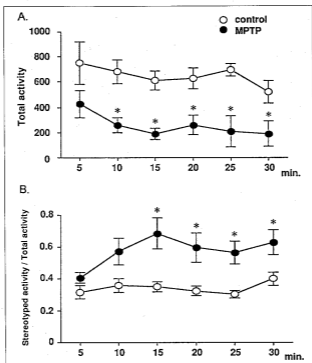 A.
control
MPTP
Total activity
1000
800
600
400
200
0
* * * * *
5 10 15 20 25 30
min.
B.
Stereotyped activity / Total activity
0.8
0.6
0.4
0.2
0
* * * *
5 10 15 20 25 30
min.